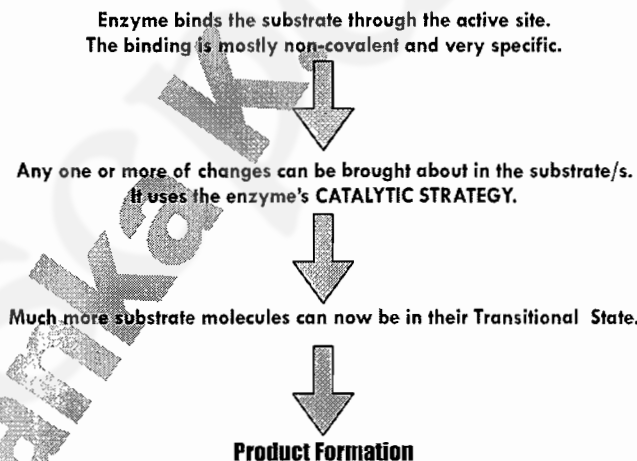 Enzyme binds the substrate through the active site.
The binding is mostly non-covalent and very specific.
Any one or more of changes can be brought about in the substrate/s.
It uses the enzyme's CATALYTIC STRATEGY.
Much more substrate molecules can now be in their Transitional State.
Product Formation